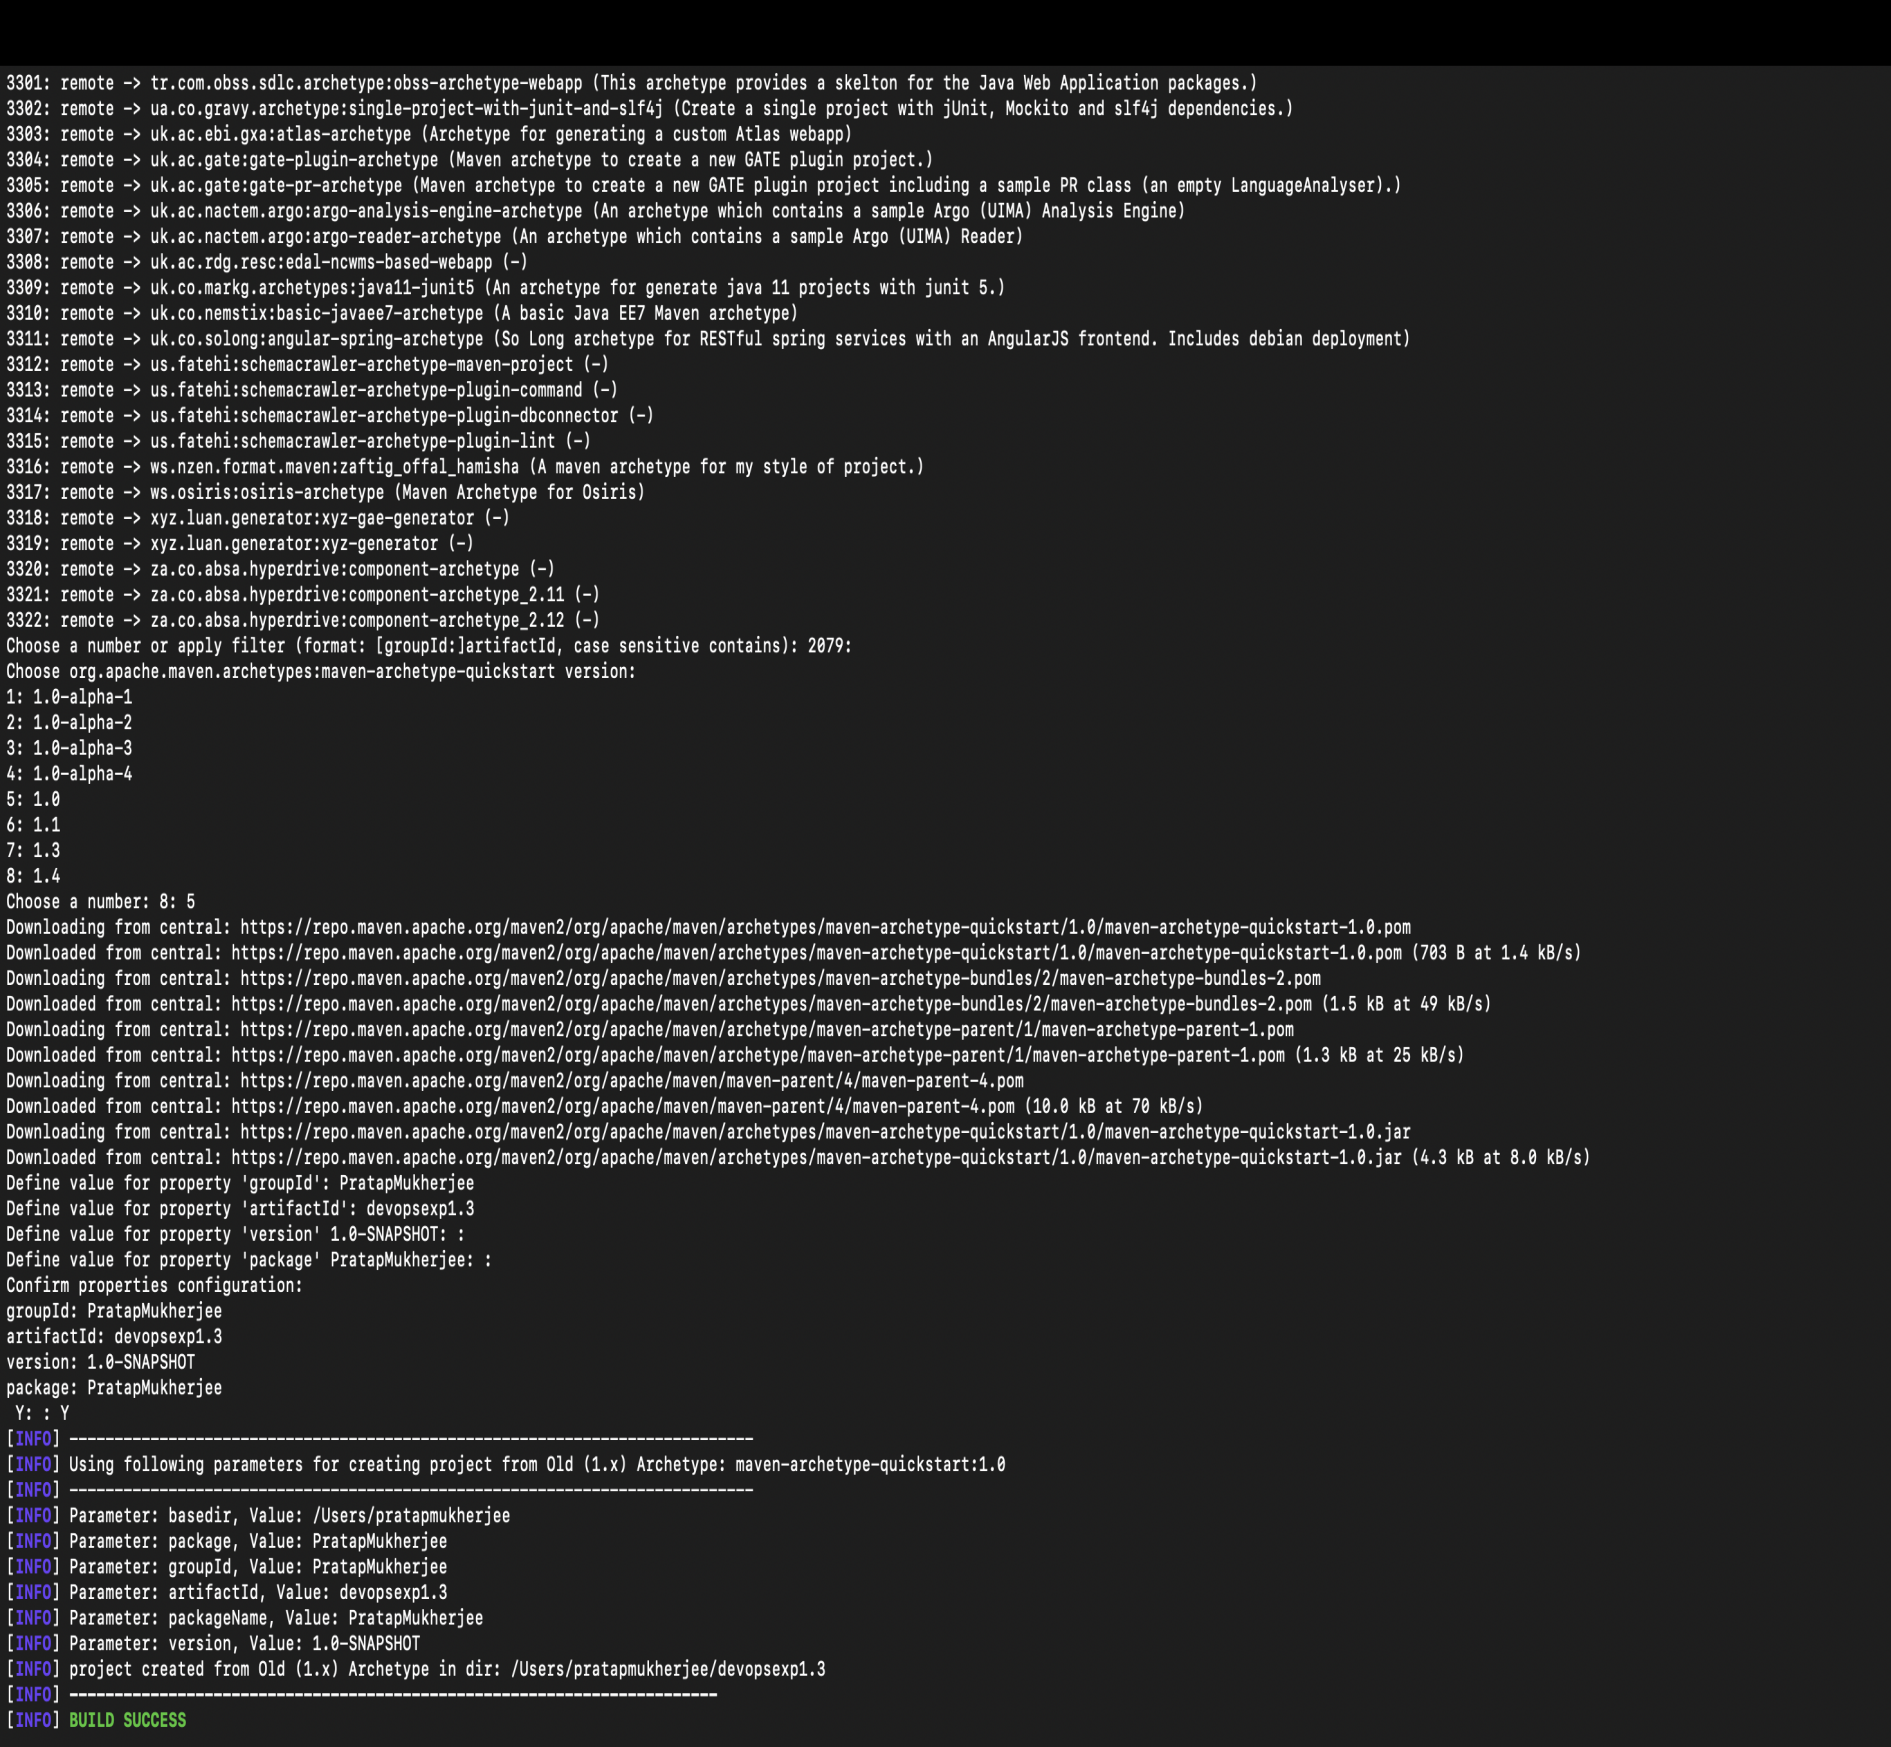 3301: remote -> tr.com.obss.sdlc.archetype:obss-archetype-webapp (This archetype provides a skelton for the Java Web Application packages.)
3302: remote -> ua.co.gravy.archetype:single-project-with-junit-and-slf4j (Create a single project with jUnit, Mockito and slf4j dependencies.)
3303: remote -> uk.ac.ebi.gxa:atlas-archetype (Archetype for generating a custom Atlas webapp)
3304: remote -> uk.ac.gate:gate-plugin-archetype (Maven archetype to create a new GATE plugin project.)
3305: remote -> uk.ac.gate:gate-pr-archetype (Maven archetype to create a new GATE plugin project including a sample PR class (an empty LanguageAnalyser).)
3306: remote -> uk.ac.nactem.argo:argo-analysis-engine-archetype (An archetype which contains a sample Argo (UIMA) Analysis Engine)
3307: remote -> uk.ac.nactem.argo:argo-reader-archetype (An archetype which contains a sample Argo (UIMA) Reader)
3308: remote -> uk.ac.rdg.resc:edal-ncwms-based-webapp (-)
3309: remote -> uk.co.markg.archetypes:java11-junit5 (An archetype for generate java 11 projects with junit 5.)
3310: remote -> uk.co.nemstix:basic-javaee7-archetype (A basic Java EE7 Maven archetype)
3311: remote -> uk.co.solong:angular-spring-archetype (So Long archetype for RESTful spring services with an AngularJS frontend. Includes debian deployment)
3312: remote -> us.fatehi:schemacrawler-archetype-maven-project (-)
3313: remote -> us.fatehi:schemacrawler-archetype-plugin-command (-)
3314: remote -> us.fatehi:schemacrawler-archetype-plugin-dbconnector (-)
3315: remote -> us.fatehi:schemacrawler-archetype-plugin-lint (-)
3316: remote -> ws.nzen.format.maven:zaftig_offal_hamisha (A maven archetype for my style of project.)
3317: remote -> ws.osiris:osiris-archetype (Maven Archetype for Osiris)
3318: remote -> xyz.luan.generator:xyz-gae-generator (-)
3319: remote -> xyz.luan.generator:xyz-generator (-)
3320: remote -> za.co.absa.hyperdrive:component-archetype (-)
3321: remote -> za.co.absa.hyperdrive:component-archetype_2.11 (-)
3322: remote -> za.co.absa.hyperdrive:component-archetype_2.12 (-)
Choose a number or apply filter (format: [groupId:]artifactId, case sensitive contains): 2079:
Choose org.apache.maven.archetypes:maven-archetype-quickstart version:
1: 1.0-alpha-1
2: 1.0-alpha-2
3: 1.0-alpha-3
4: 1.0-alpha-4
5: 1.0
6: 1.1
7: 1.3
8: 1.4
Choose a number: 8: 5
Downloading from central: https://repo.maven.apache.org/maven2/org/apache/maven/archetypes/maven-archetype-quickstart/1.0/maven-archetype-quickstart-1.0.pom
Downloaded from central: https://repo.maven.apache.org/maven2/org/apache/maven/archetypes/maven-archetype-quickstart/1.0/maven-archetype-quickstart-1.0.pom (703 B at 1.4 kB/s)
Downloading from central: https://repo.maven.apache.org/maven2/org/apache/maven/archetypes/maven-archetype-bundles/2/maven-archetype-bundles-2.pom
Downloaded from central: https://repo.maven.apache.org/maven2/org/apache/maven/archetypes/maven-archetype-bundles/2/maven-archetype-bundles-2.pom (1.5 kB at 49 kB/s)
Downloading from central: https://repo.maven.apache.org/maven2/org/apache/maven/archetype/maven-archetype-parent/1/maven-archetype-parent-1.pom
Downloaded from central: https://repo.maven.apache.org/maven2/org/apache/maven/archetype/maven-archetype-parent/1/maven-archetype-parent-1.pom (1.3 kB at 25 kB/s)
Downloading from central: https://repo.maven.apache.org/maven2/org/apache/maven/maven-parent/4/maven-parent-4.pom
Downloaded from central: https://repo.maven.apache.org/maven2/org/apache/maven/maven-parent/4/maven-parent-4.pom (10.0 kB at 70 kB/s)
Downloading from central: https://repo.maven.apache.org/maven2/org/apache/maven/archetypes/maven-archetype-quickstart/1.0/maven-archetype-quickstart-1.0.jar
Downloaded from central: https://repo.maven.apache.org/maven2/org/apache/maven/archetypes/maven-archetype-quickstart/1.0/maven-archetype-quickstart-1.0.jar (4.3 kB at 8.0 kB/s)
Define value for property 'groupId': PratapMukherjee
Define value for property 'artifactId': devopsexp1.3
Define value for property 'version' 1.0-SNAPSHOT: :
Define value for property 'package' PratapMukherjee: :
Confirm properties configuration:
groupId: PratapMukherjee
artifactId: devopsexp1.3
version: 1.0-SNAPSHOT
package: PratapMukherjee
 Y: : Y
[INFO] ----------------------------------------------------------------------------
[INFO] Using following parameters for creating project from Old (1.x) Archetype: maven-archetype-quickstart:1.0
[INFO] ----------------------------------------------------------------------------
[INFO] Parameter: basedir, Value: /Users/pratapmukherjee
[INFO] Parameter: package, Value: PratapMukherjee
[INFO] Parameter: groupId, Value: PratapMukherjee
[INFO] Parameter: artifactId, Value: devopsexp1.3
[INFO] Parameter: packageName, Value: PratapMukherjee
[INFO] Parameter: version, Value: 1.0-SNAPSHOT
[INFO] project created from Old (1.x) Archetype in dir: /Users/pratapmukherjee/devopsexp1.3
[INFO] ------------------------------------------------------------------------
[INFO] BUILD SUCCESS